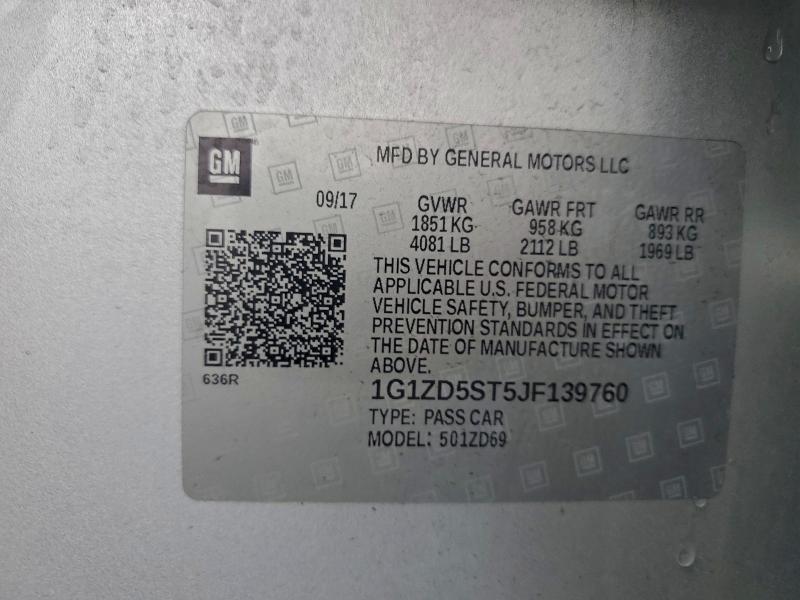 GM
MFD BY GENERAL MOTORS LLC
09/17
GVWR GAWR FRT GAWR RR
1851 KG 958 KG 893 KG
4081 LB 2112 LB 1969 LB
THIS VEHICLE CONFORMS TO ALL
APPLICABLE U.S. FEDERAL MOTOR
VEHICLE SAFETY, BUMPER, AND THEFT
PREVENTION STANDARDS IN EFFECT ON
THE DATE OF MANUFACTURE SHOWN
ABOVE.
636R
1G1ZD5ST5JF139760
TYPE: PASS CAR
MODEL: 501ZD69